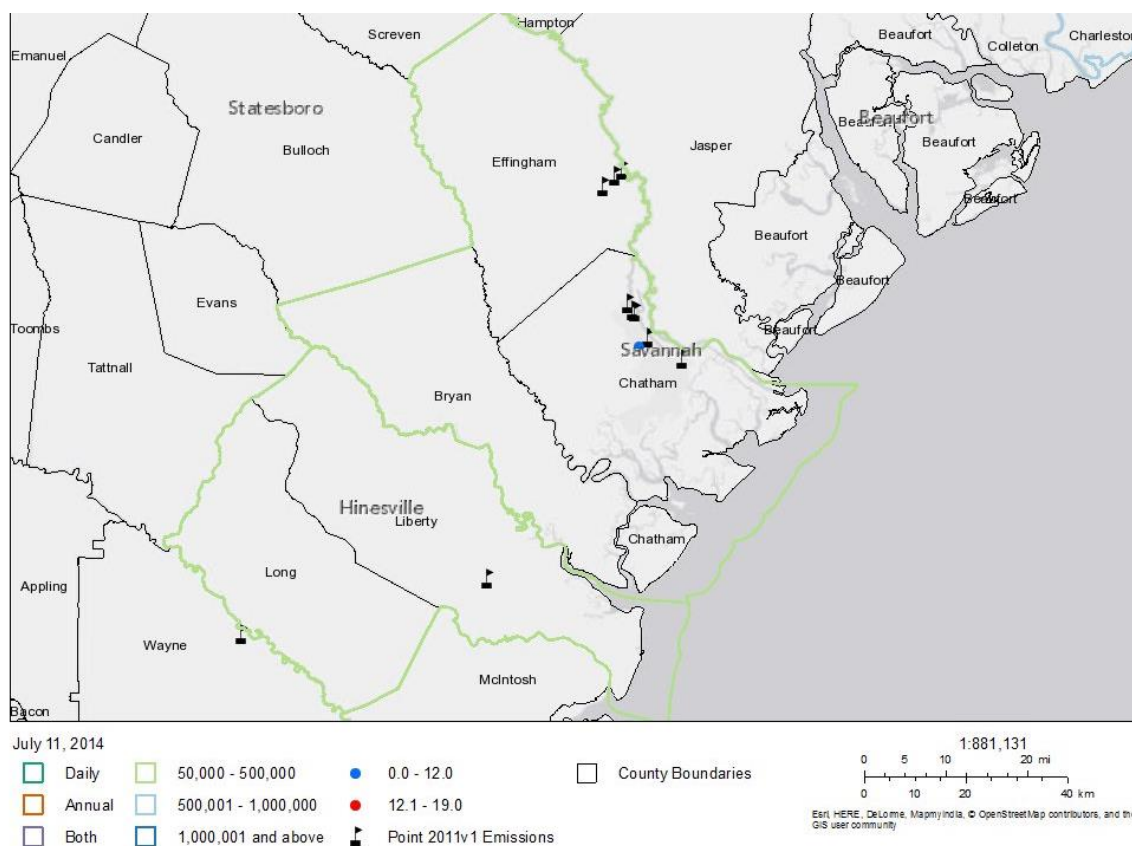 Hampton
Screven
Beaufort
Charleston
Emanuel
Colleton
Statesboro
Beaufort
Beaufort
Candler
Bulloch
Effingham
Jasper
Beaufort
Beaufort
Beaufort
Beaufort
Evans
Toombs
Beaufort
Savannah
Tattnall
Chatham
Bryan
Hinesville
Liberty
Chatham
Long
Appling
Wayne
McIntosh
Bacon
July 11, 2014
1:881,131
Daily 50,000 - 500,000 0.0 - 12.0 County Boundaries
0 5 10 20 mi
Annual 500,001 - 1,000,000 12.1 - 19.0
0 10 20 40 km
Both 1,000,001 and above Point 2011v1 Emissions
Esri, HERE, DeLorme, MapmyIndia, © OpenStreetMap contributors, and the
GIS user community